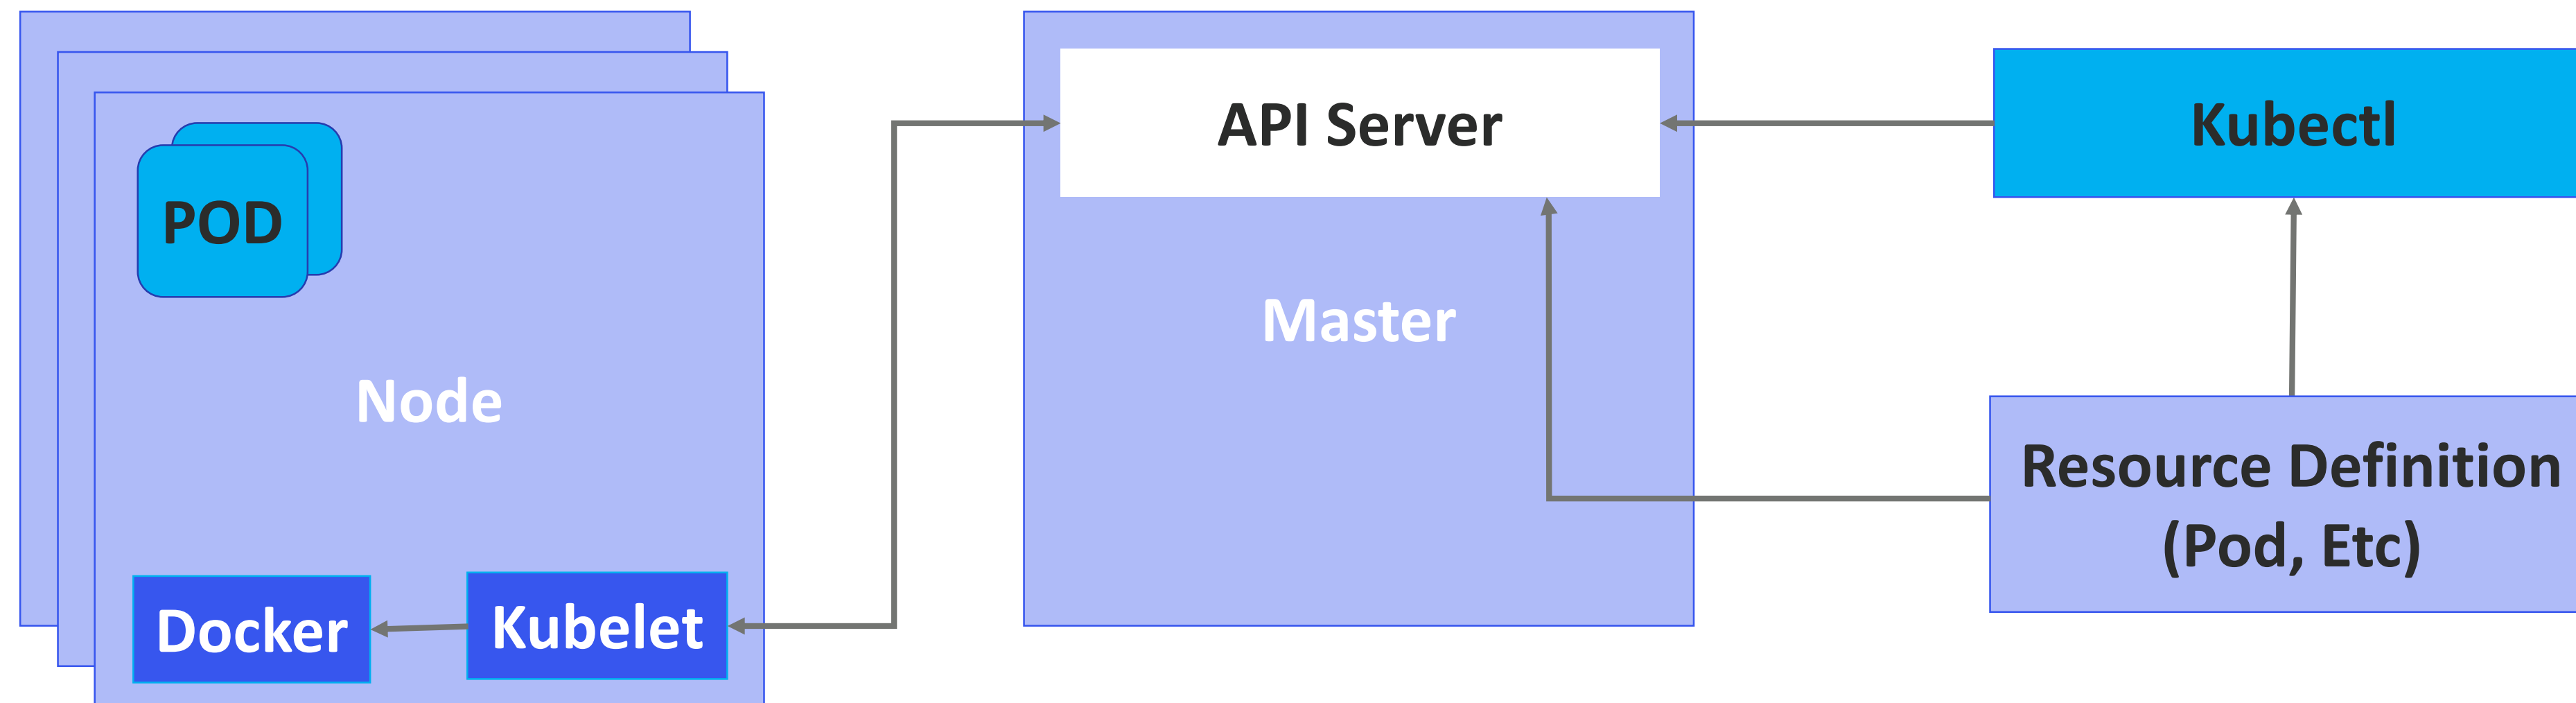 POD
Node
Docker
Kubelet
API Server
Master
Kubectl
Resource Definition
(Pod, Etc)